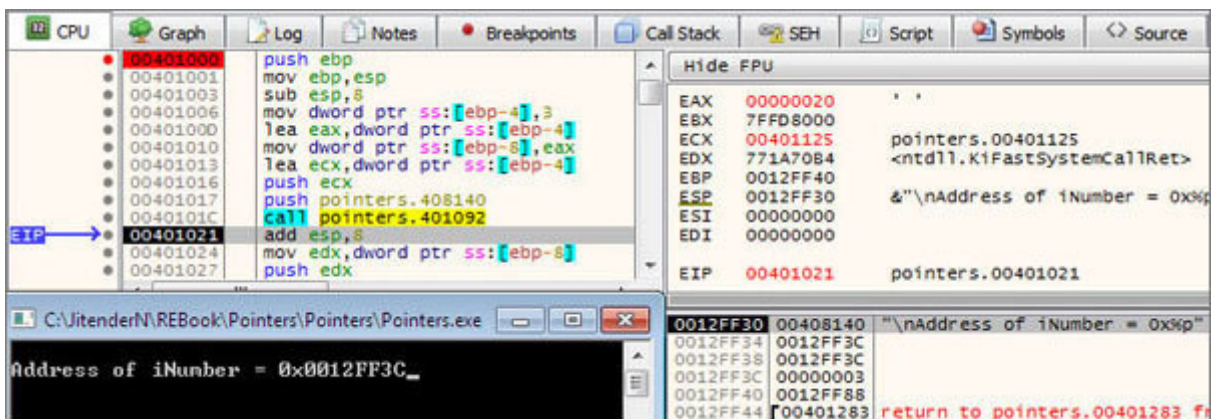 CPU Graph Log Notes Breakpoints Call Stack SEH Script Symbols <> Source
00401000 push ebp
00401001 mov ebp,esp
00401003 sub esp,8
00401006 mov dword ptr ss:[ebp-4],3
0040100D lea eax,dword ptr ss:[ebp-4]
00401010 mov dword ptr ss:[ebp-8],eax
00401013 lea ecx,dword ptr ss:[ebp-4]
00401016 push ecx
00401017 push pointers.408140
0040101C call pointers.401092
EIP 00401021 add esp,8
00401024 mov edx,dword ptr ss:[ebp-8]
00401027 push edx
Hide FPU
EAX 00000020 ' '
EBX 7FFD8000
ECX 00401125 pointers.00401125
EDX 771A70B4 <ntdll.KiFastSystemCallRet>
EBP 0012FF40
ESP 0012FF30 &"\nAddress of iNumber = 0x%p
ESI 00000000
EDI 00000000
EIP 00401021 pointers.00401021
C:\JitenderN\REBook\Pointers\Pointers\Pointers.exe
Address of iNumber = 0x0012FF3C_
0012FF30 00408140 "\nAddress of iNumber = 0x%p"
0012FF34 0012FF3C
0012FF38 0012FF3C
0012FF3C 00000003
0012FF40 0012FF88
0012FF44 00401283 return to pointers.00401283